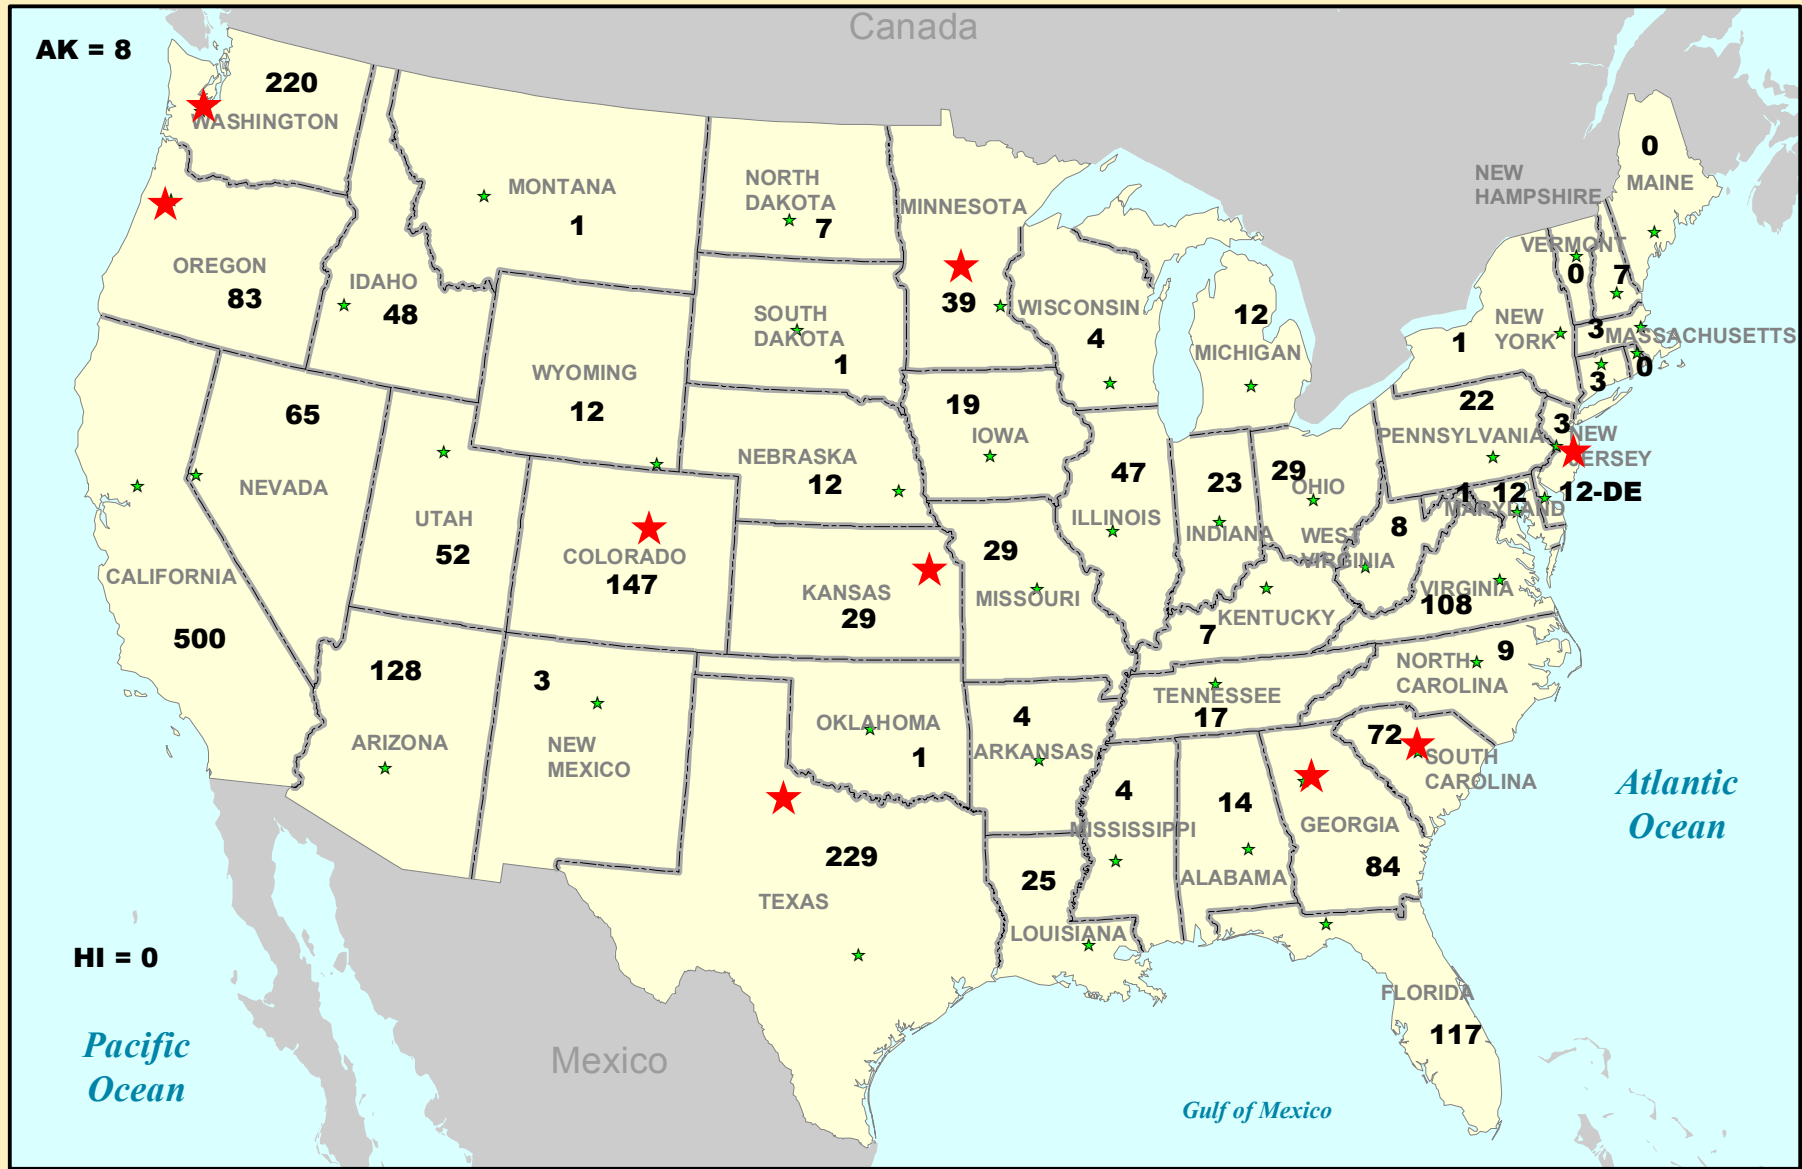 Canada
AK = 8
220
WASHINGTON
0
MAINE
NEW
HAMPSHIRE
MONTANA
1
NORTH
DAKOTA
7
MINNESOTA
39
VERMONT
0
7
OREGON
83
IDAHO
48
SOUTH
DAKOTA
1
WISCONSIN
4
12
MICHIGAN
NEW
YORK
1
3
MASSACHUSETTS
3
0
WYOMING
12
65
NEVADA
19
IOWA
22
PENNSYLVANIA
3
NEW
JERSEY
NEBRASKA
12
47
ILLINOIS
23
INDIANA
29
OHIO
1
12
12-DE
MARYLAND
UTAH
52
COLORADO
147
KANSAS
29
29
MISSOURI
WEST
VIRGINIA
8
VIRGINIA
108
CALIFORNIA
500
KENTUCKY
7
128
ARIZONA
3
NEW
MEXICO
OKLAHOMA
1
4
ARKANSAS
TENNESSEE
17
NORTH
CAROLINA
9
72
SOUTH
CAROLINA
4
MISSISSIPPI
14
ALABAMA
GEORGIA
84
Atlantic
Ocean
229
TEXAS
25
LOUISIANA
HI = 0
FLORIDA
117
Pacific
Ocean
Mexico
Gulf of Mexico